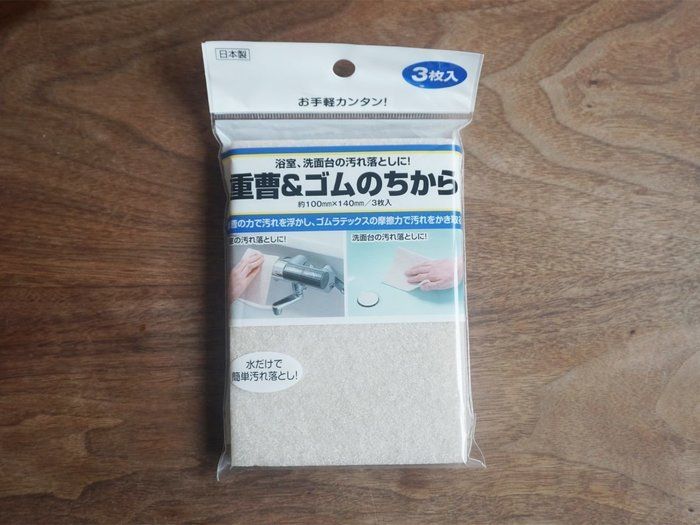 日本製
3枚入
お手軽カンタン!
浴室、洗面台の汚れ落としに!
重曹&ゴムのちから
約100mm×140mm/3枚入
の力で汚れを浮かし、ゴムラテックスの摩擦力で汚れをかき
の汚れ落としに!
洗面台の汚れ落としに!
水だけで
簡単汚れ落とし!